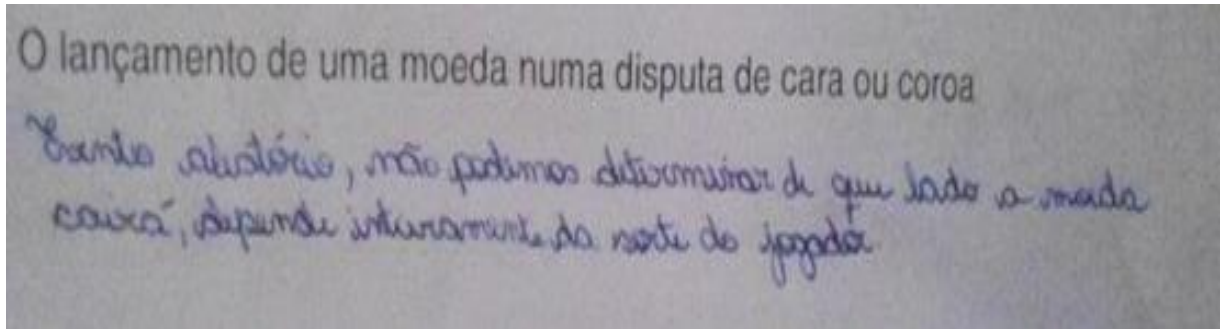 O lançamento de uma moeda numa disputa de cara ou coroa
Evento aleatório, não podemos determinar de que lado a moeda
cairá, depende inteiramente da sorte do jogador.